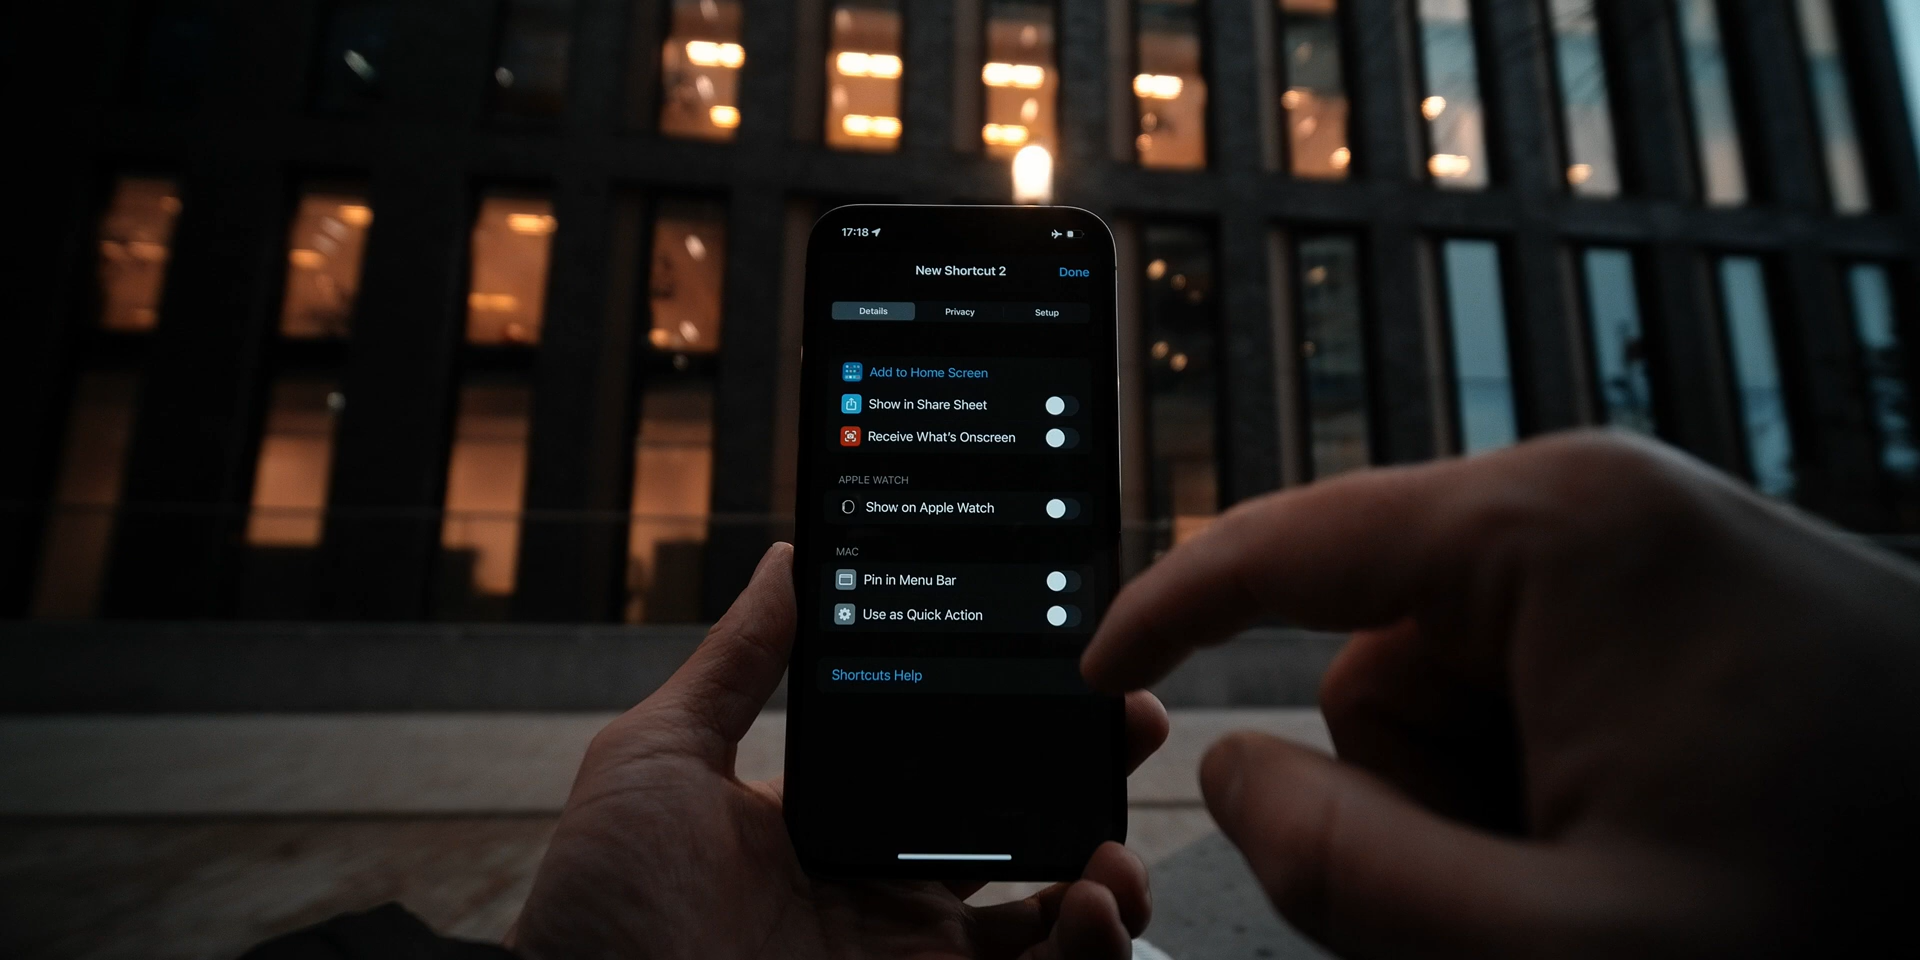 17:18
New Shortcut 2
Done
Details Privacy Setup
Add to Home Screen
Show in Share Sheet
Receive What's Onscreen
APPLE WATCH
Show on Apple Watch
MAC
Pin in Menu Bar
Use as Quick Action
Shortcuts Help